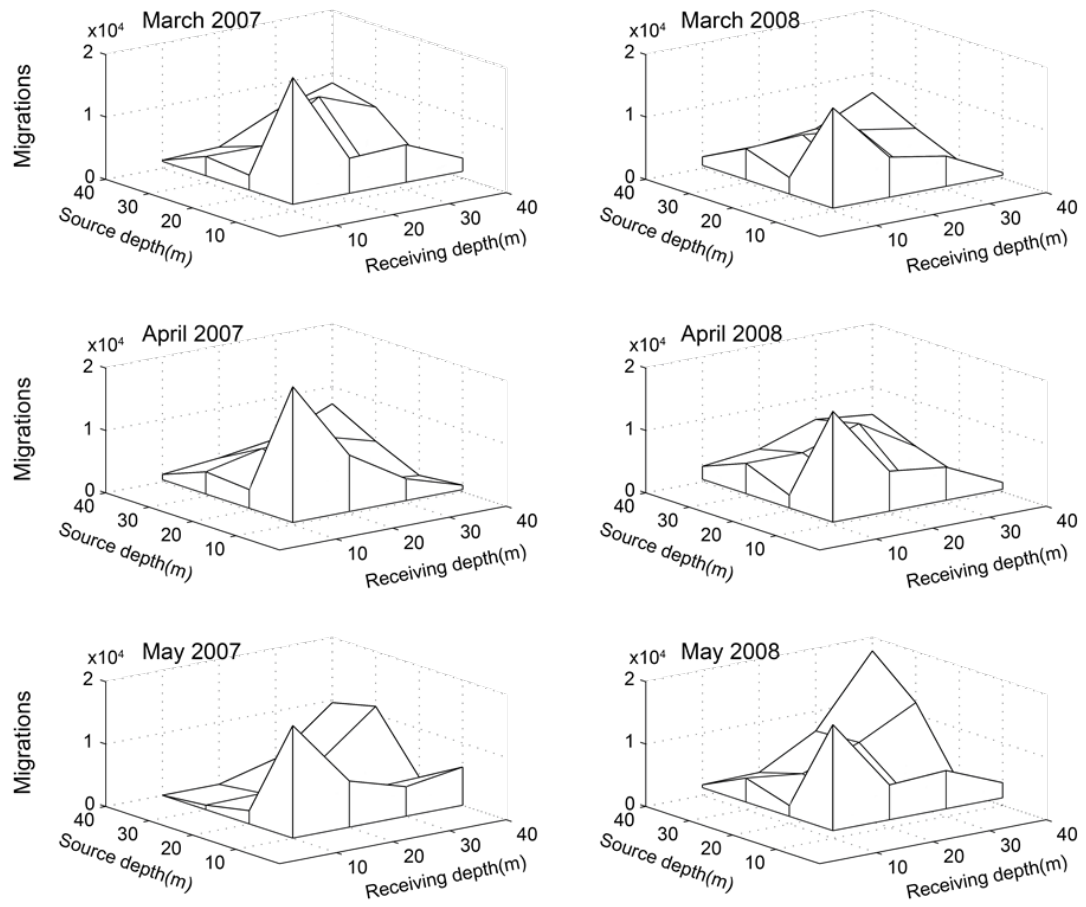 March 2007
x10⁴
2
1
0
Migrations
40
30
20
10
Source depth(m)
10
20
30
40
Receiving depth(m)
March 2008
x10⁴
2
1
0
40
30
20
10
Source depth(m)
10
20
30
40
Receiving depth(m)
April 2007
x10⁴
2
1
0
Migrations
40
30
20
10
Source depth(m)
10
20
30
40
Receiving depth(m)
April 2008
x10⁴
2
1
0
40
30
20
10
Source depth(m)
10
20
30
40
Receiving depth(m)
May 2007
x10⁴
2
1
0
Migrations
40
30
20
10
Source depth(m)
10
20
30
40
Receiving depth(m)
May 2008
x10⁴
2
1
0
40
30
20
10
Source depth(m)
10
20
30
40
Receiving depth(m)